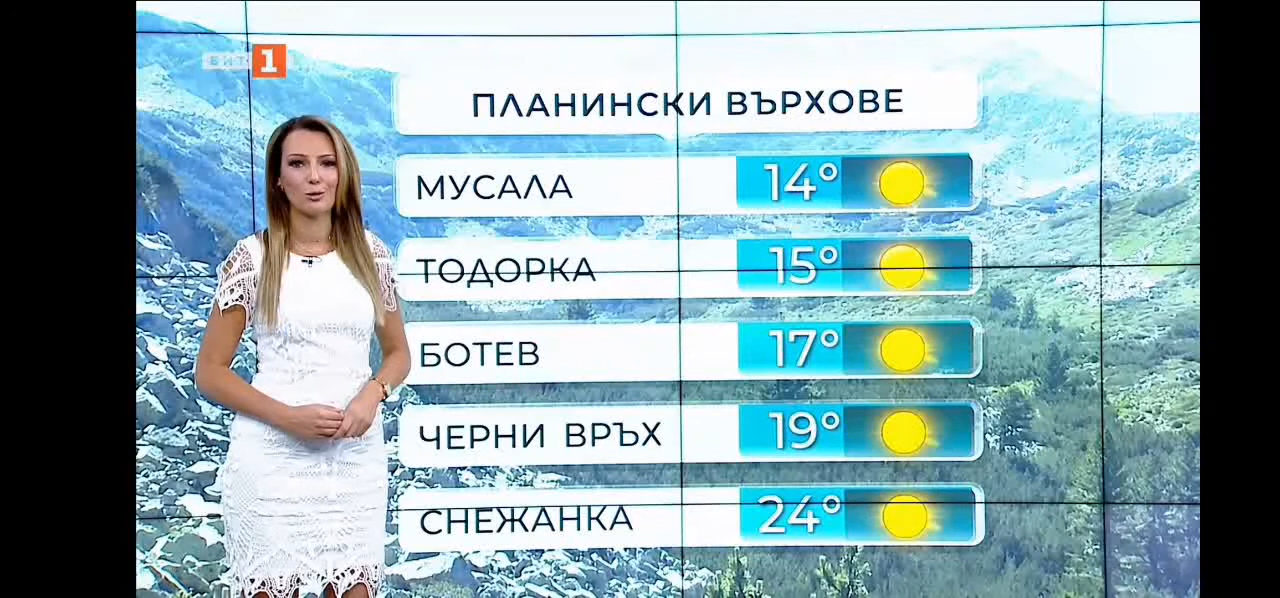 БНТ 1
ПЛАНИНСКИ ВЪРХОВЕ
МУСАЛА 14°
ТОДОРКА 15°
БОТЕВ 17°
ЧЕРНИ ВРЪХ 19°
СНЕЖАНКА 24°